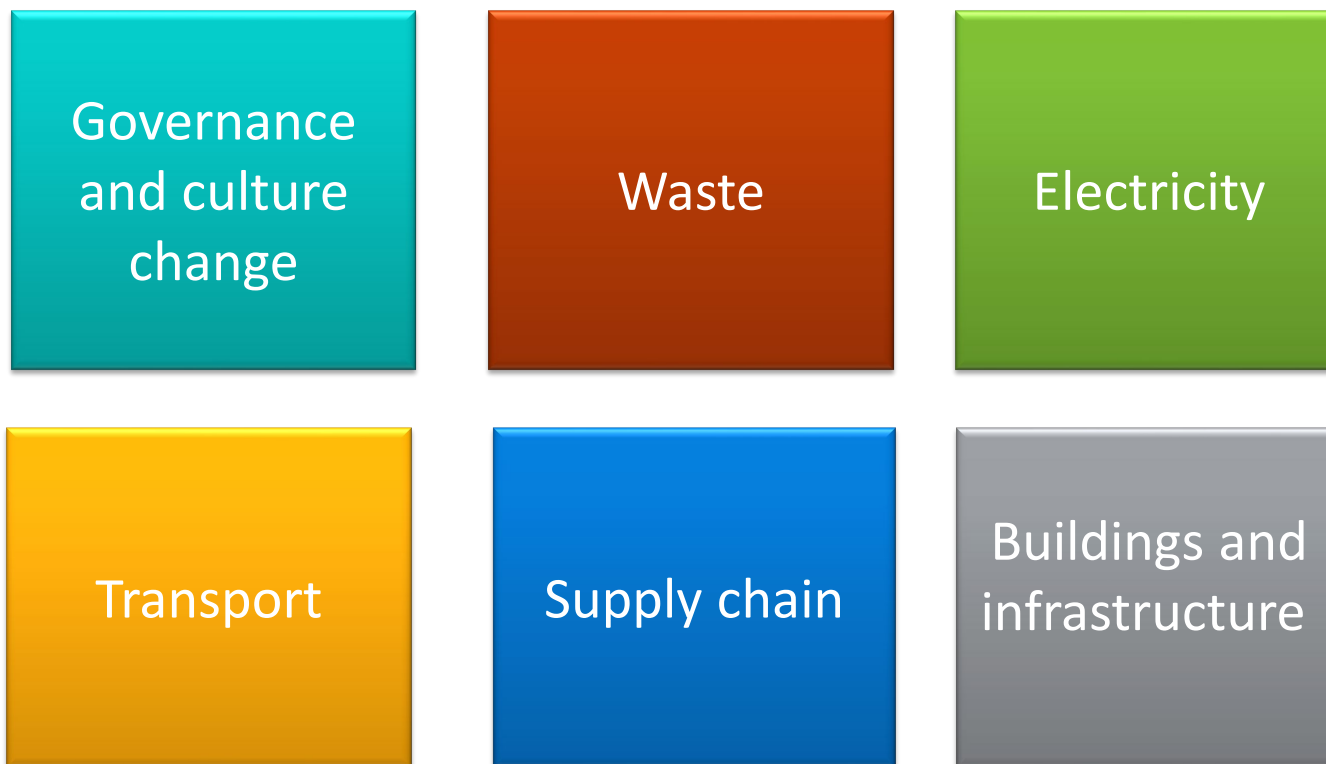 Governance
and culture
change
Waste
Electricity
Transport
Supply chain
Buildings and
infrastructure